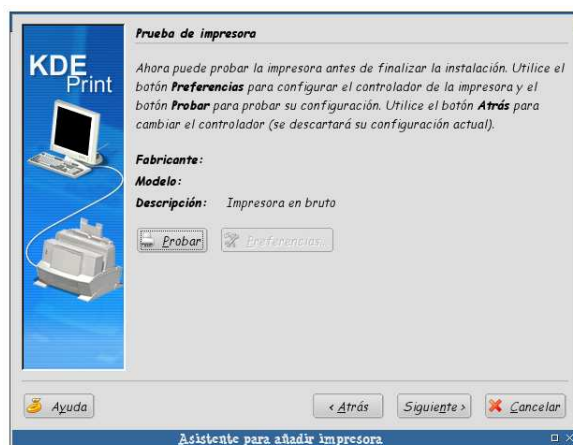 KDE
Print
Prueba de impresora
Ahora puede probar la impresora antes de finalizar la instalación. Utilice el
botón Preferencias para configurar el controlador de la impresora y el
botón Probar para probar su configuración. Utilice el botón Atrás para
cambiar el controlador (se descartará su configuración actual).
Fabricante:
Modelo:
Descripción: Impresora en bruto
Probar Preferencias...
Ayuda < Atrás Siguiente > Cancelar
Asistente para añadir impresora